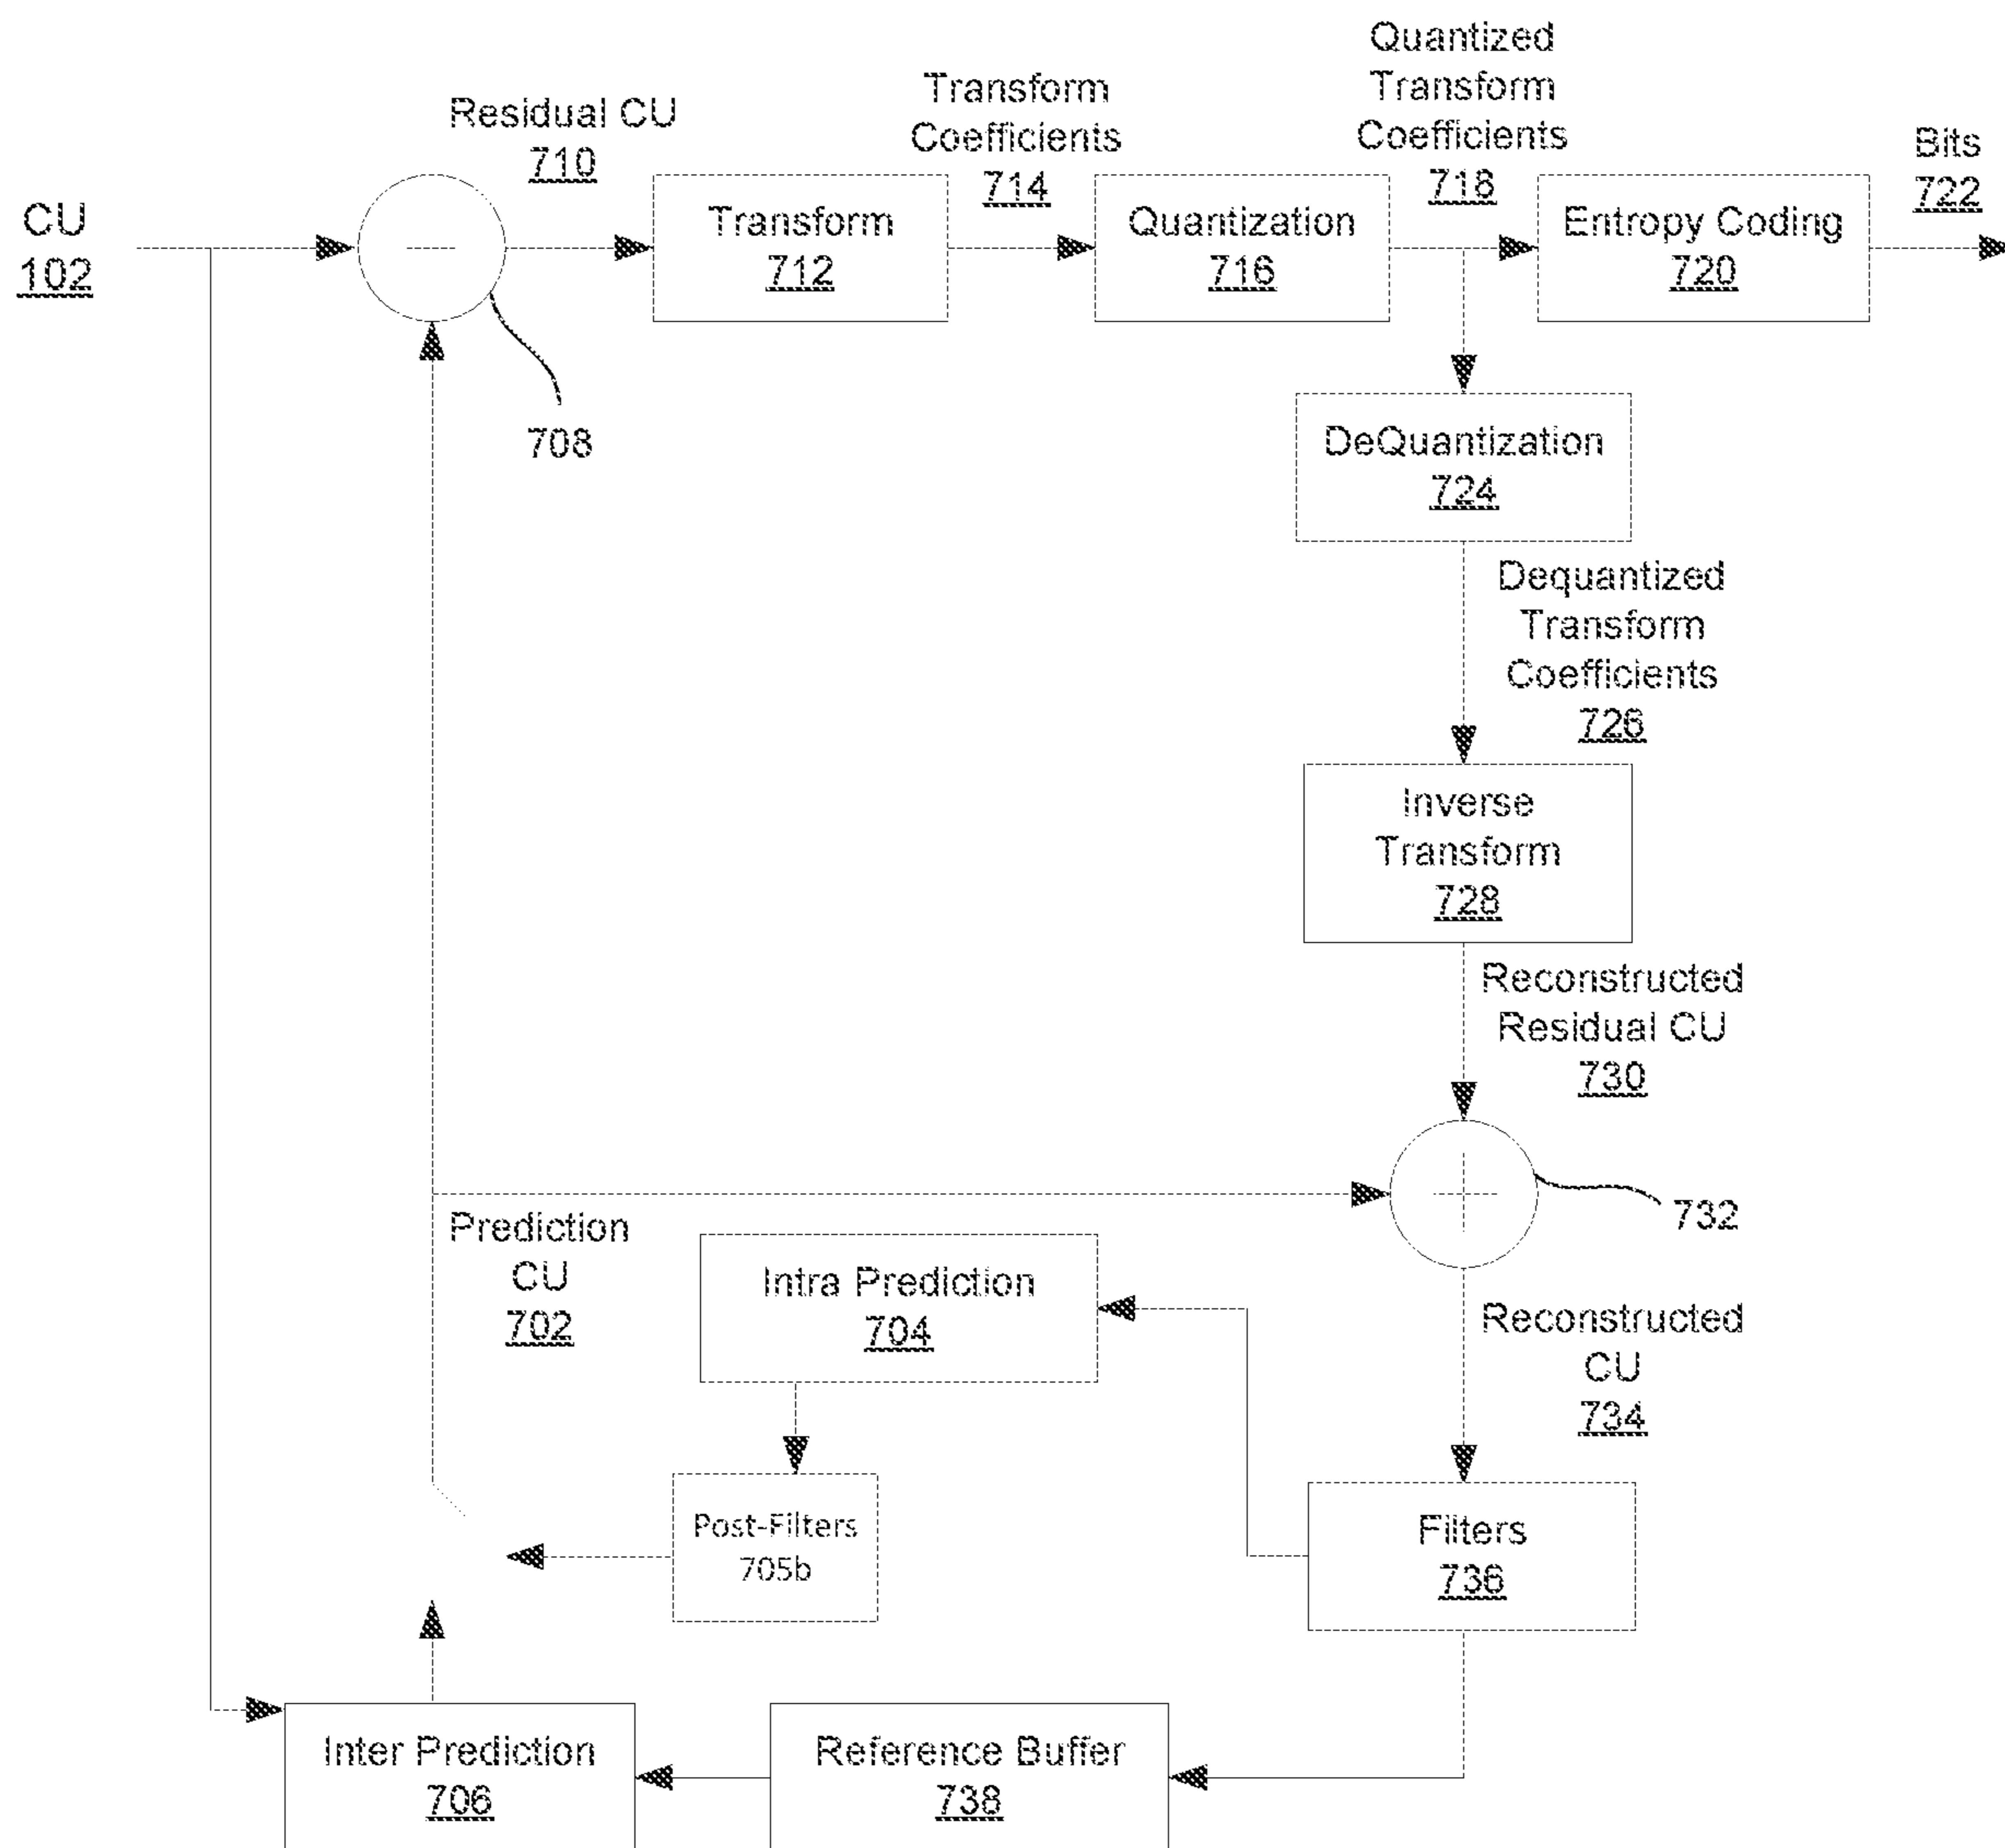 CU
102
Residual CU
710
Transform
712
Transform
Coefficients
714
Quantization
716
Quantized
Transform
Coefficients
718
Entropy Coding
720
Bits
722
708
DeQuantization
724
Dequantized
Transform
Coefficients
726
Inverse
Transform
728
Reconstructed
Residual CU
730
732
Prediction
CU
702
Intra Prediction
704
Reconstructed
CU
734
Post-Filters
705b
Filters
736
Inter Prediction
706
Reference Buffer
738